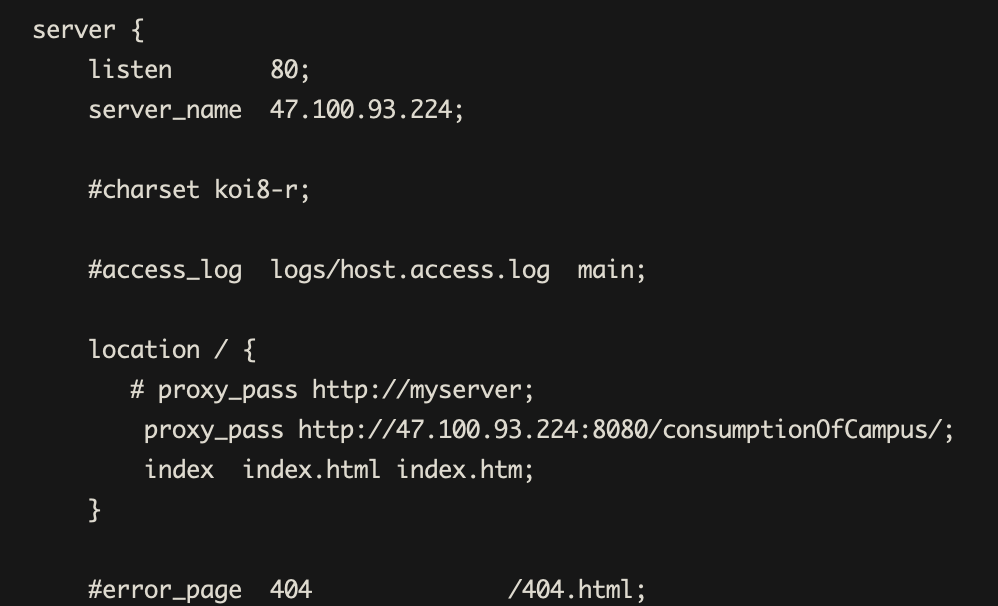 server {
    listen       80;
    server_name  47.100.93.224;

    #charset koi8-r;

    #access_log  logs/host.access.log  main;

    location / {
       # proxy_pass http://myserver;
        proxy_pass http://47.100.93.224:8080/consumptionOfCampus/;
        index  index.html index.htm;
    }

    #error_page  404              /404.html;